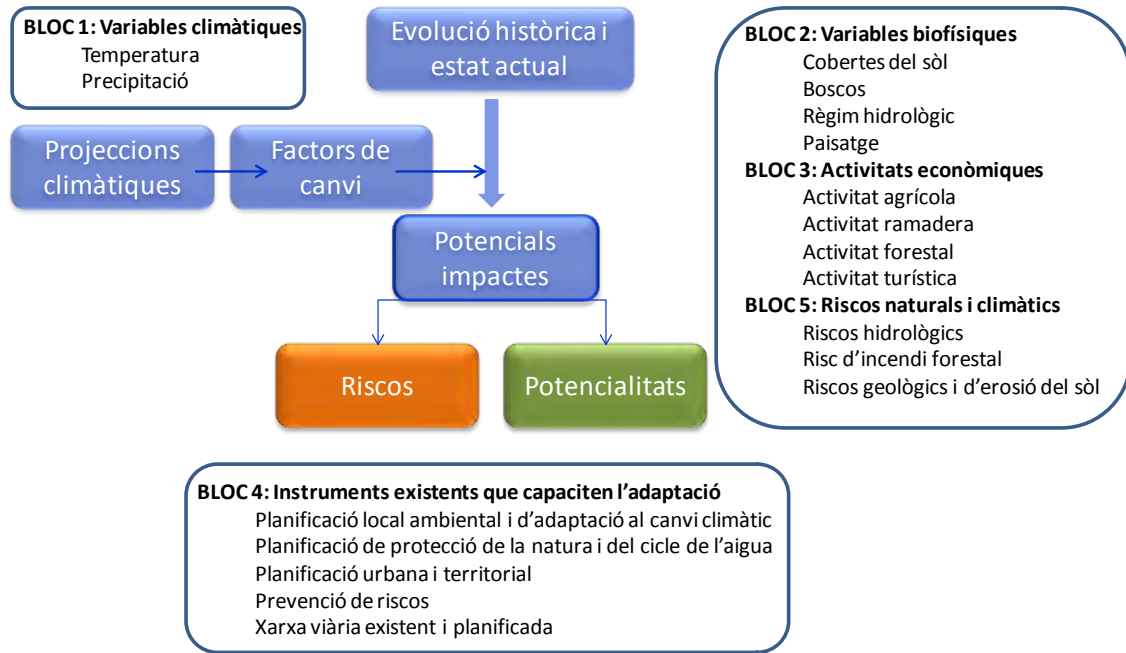 BLOC 1: Variables climàtiques
Temperatura
Precipitació
Evolució històrica i
estat actual
Projeccions
climàtiques
Factors de
canvi
Potencials
impactes
Riscos
Potencialitats
BLOC 2: Variables biofísiques
Cobertes del sòl
Boscos
Règim hidrològic
Paisatge
BLOC 3: Activitats econòmiques
Activitat agrícola
Activitat ramadera
Activitat forestal
Activitat turística
BLOC 5: Riscos naturals i climàtics
Riscos hidrològics
Risc d'incendi forestal
Riscos geològics i d'erosió del sòl
BLOC 4: Instruments existents que capaciten l'adaptació
Planificació local ambiental i d'adaptació al canvi climàtic
Planificació de protecció de la natura i del cicle de l'aigua
Planificació urbana i territorial
Prevenció de riscos
Xarxa viària existent i planificada